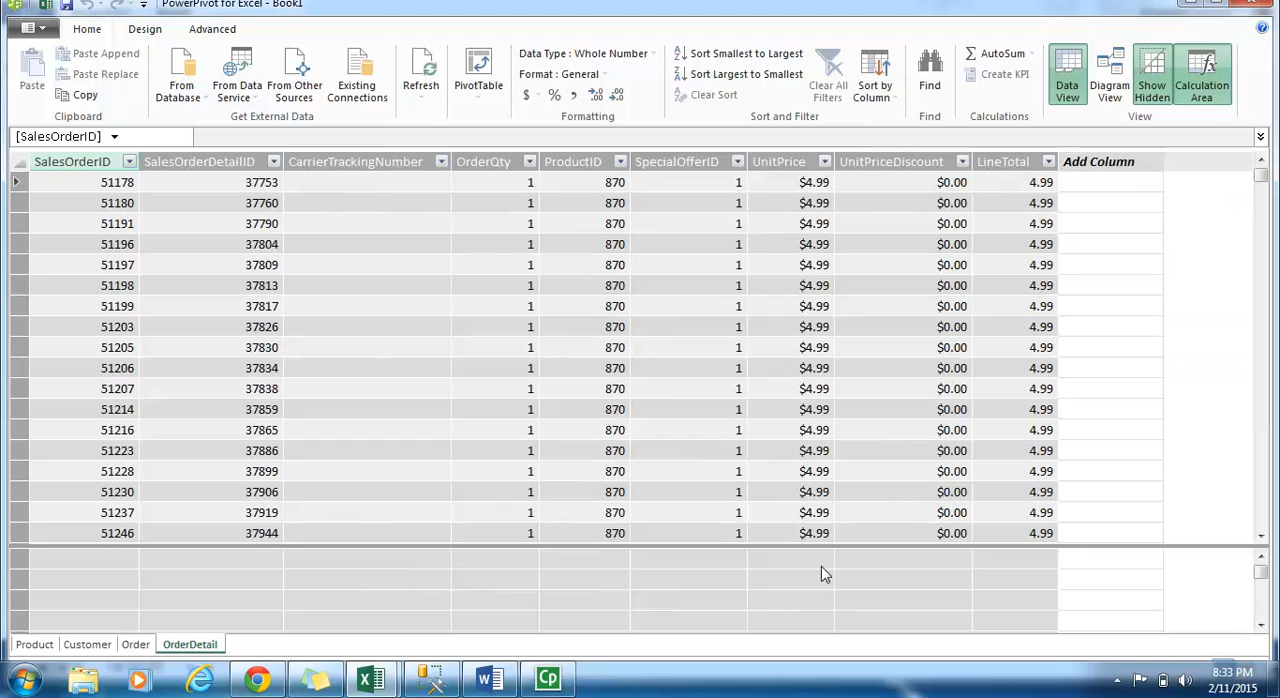 PowerPivot for Excel - Book1
Home Design Advanced
Paste
Paste Append
Paste Replace
Copy
Clipboard
From Database
From Data Service
From Other Sources
Existing Connections
Get External Data
Refresh
PivotTable
Data Type : Whole Number
Format : General
$ % ,
Formatting
Sort Smallest to Largest
Sort Largest to Smallest
Clear Sort
Clear All Filters
Sort by Column
Sort and Filter
Find
Find
AutoSum
Create KPI
Calculations
Data View
Diagram View
Show Hidden
Calculation Area
View
[SalesOrderID]
SalesOrderID SalesOrderDetailID CarrierTrackingNumber OrderQty ProductID SpecialOfferID UnitPrice UnitPriceDiscount LineTotal Add Column
51178 37753 1 870 1 $4.99 $0.00 4.99
51180 37760 1 870 1 $4.99 $0.00 4.99
51191 37790 1 870 1 $4.99 $0.00 4.99
51196 37804 1 870 1 $4.99 $0.00 4.99
51197 37809 1 870 1 $4.99 $0.00 4.99
51198 37813 1 870 1 $4.99 $0.00 4.99
51199 37817 1 870 1 $4.99 $0.00 4.99
51203 37826 1 870 1 $4.99 $0.00 4.99
51205 37830 1 870 1 $4.99 $0.00 4.99
51206 37834 1 870 1 $4.99 $0.00 4.99
51207 37838 1 870 1 $4.99 $0.00 4.99
51214 37859 1 870 1 $4.99 $0.00 4.99
51216 37865 1 870 1 $4.99 $0.00 4.99
51223 37886 1 870 1 $4.99 $0.00 4.99
51228 37899 1 870 1 $4.99 $0.00 4.99
51230 37906 1 870 1 $4.99 $0.00 4.99
51237 37919 1 870 1 $4.99 $0.00 4.99
51246 37944 1 870 1 $4.99 $0.00 4.99
Product Customer Order OrderDetail
Cp
8:33 PM
2/11/2015